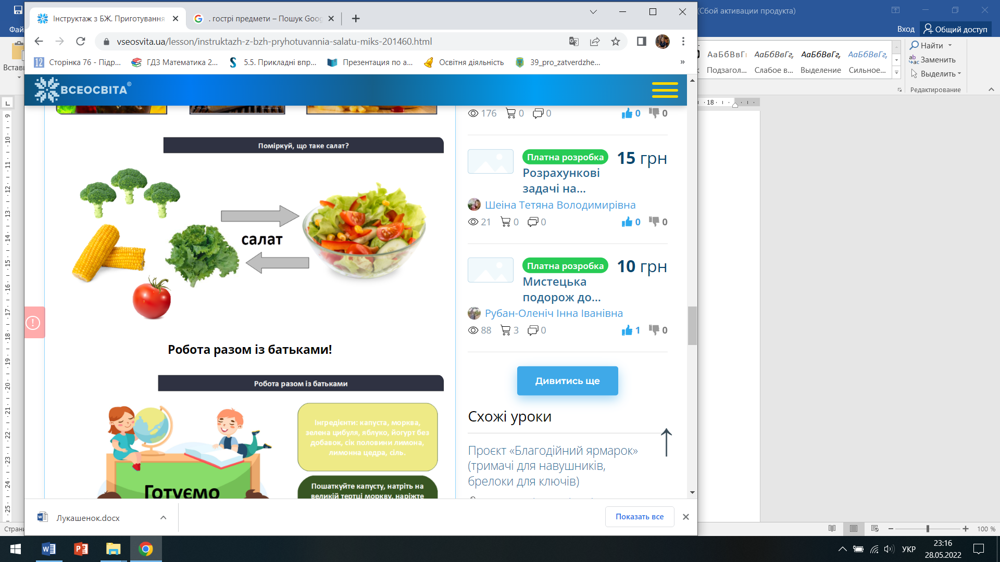 Інструктаж з БЖ. Приготування
. гострі предмети – Пошук Goog
vseosvita.ua/lesson/instruktazh-z-bzh-pryhotuvannia-salatu-miks-201460.html
Сторінка 76 - Підр...
ГДЗ Математика 2...
5.5. Прикладні впр...
Презентация по а...
Освітня діяльність
39_pro_zatverdzhe...
(Сбой активации продукта)
Фай
Вход
Общий доступ
Встави
АаБбВвГг
АаБбВвГг,
АаБбВвГг,
АаБбВвГг,
Подзагол...
Слабое в...
Выделение
Сильное...
Найти
Заменить
Выделить
Редактирование
ВСЕОСВІТА
176 0 0 0 0
Поміркуй, що таке салат?
салат
Робота разом із батьками!
Робота разом із батьками
Інгредієнти: капуста, морква,
зелена цибуля, яблуко, йогурт без
добавок, сік половини лимона,
лимонна цедра, сіль.
Готуємо
Пошаткуйте капусту, натріть на
великій тертці моркву, наріжте
Платна розробка
15 грн
Розрахункові
задачі на...
Шеіна Тетяна Володимирівна
21 0 0 0 0
Платна розробка
10 грн
Мистецька
подорож до...
Рубан-Оленіч Інна Іванівна
88 3 0 1 0
Дивитись ще
Схожі уроки
Проєкт «Благодійний ярмарок»
(тримачі для навушників,
брелоки для ключів)
Лукашенок.docx
Показать все
Страни
100 %
УКР
23:16
28.05.2022